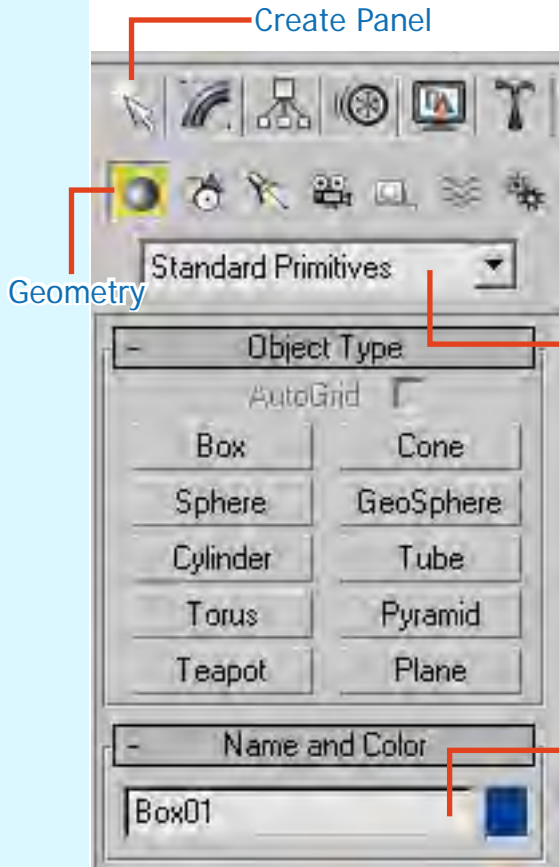 Create Panel
Standard Primitives
Geometry
- Object Type
AutoGrid
Box Cone
Sphere GeoSphere
Cylinder Tube
Torus Pyramid
Teapot Plane
- Name and Color
Box01